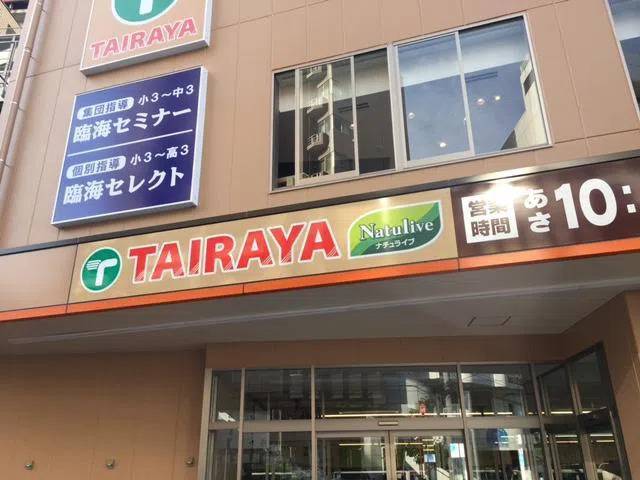 TAIRAYA
集団指導 小3~中3
臨海セミナー
個別指導 小3~高3
臨海セレクト
TAIRAYA
Natulive
ナチュライブ
営業時間
あさ10: